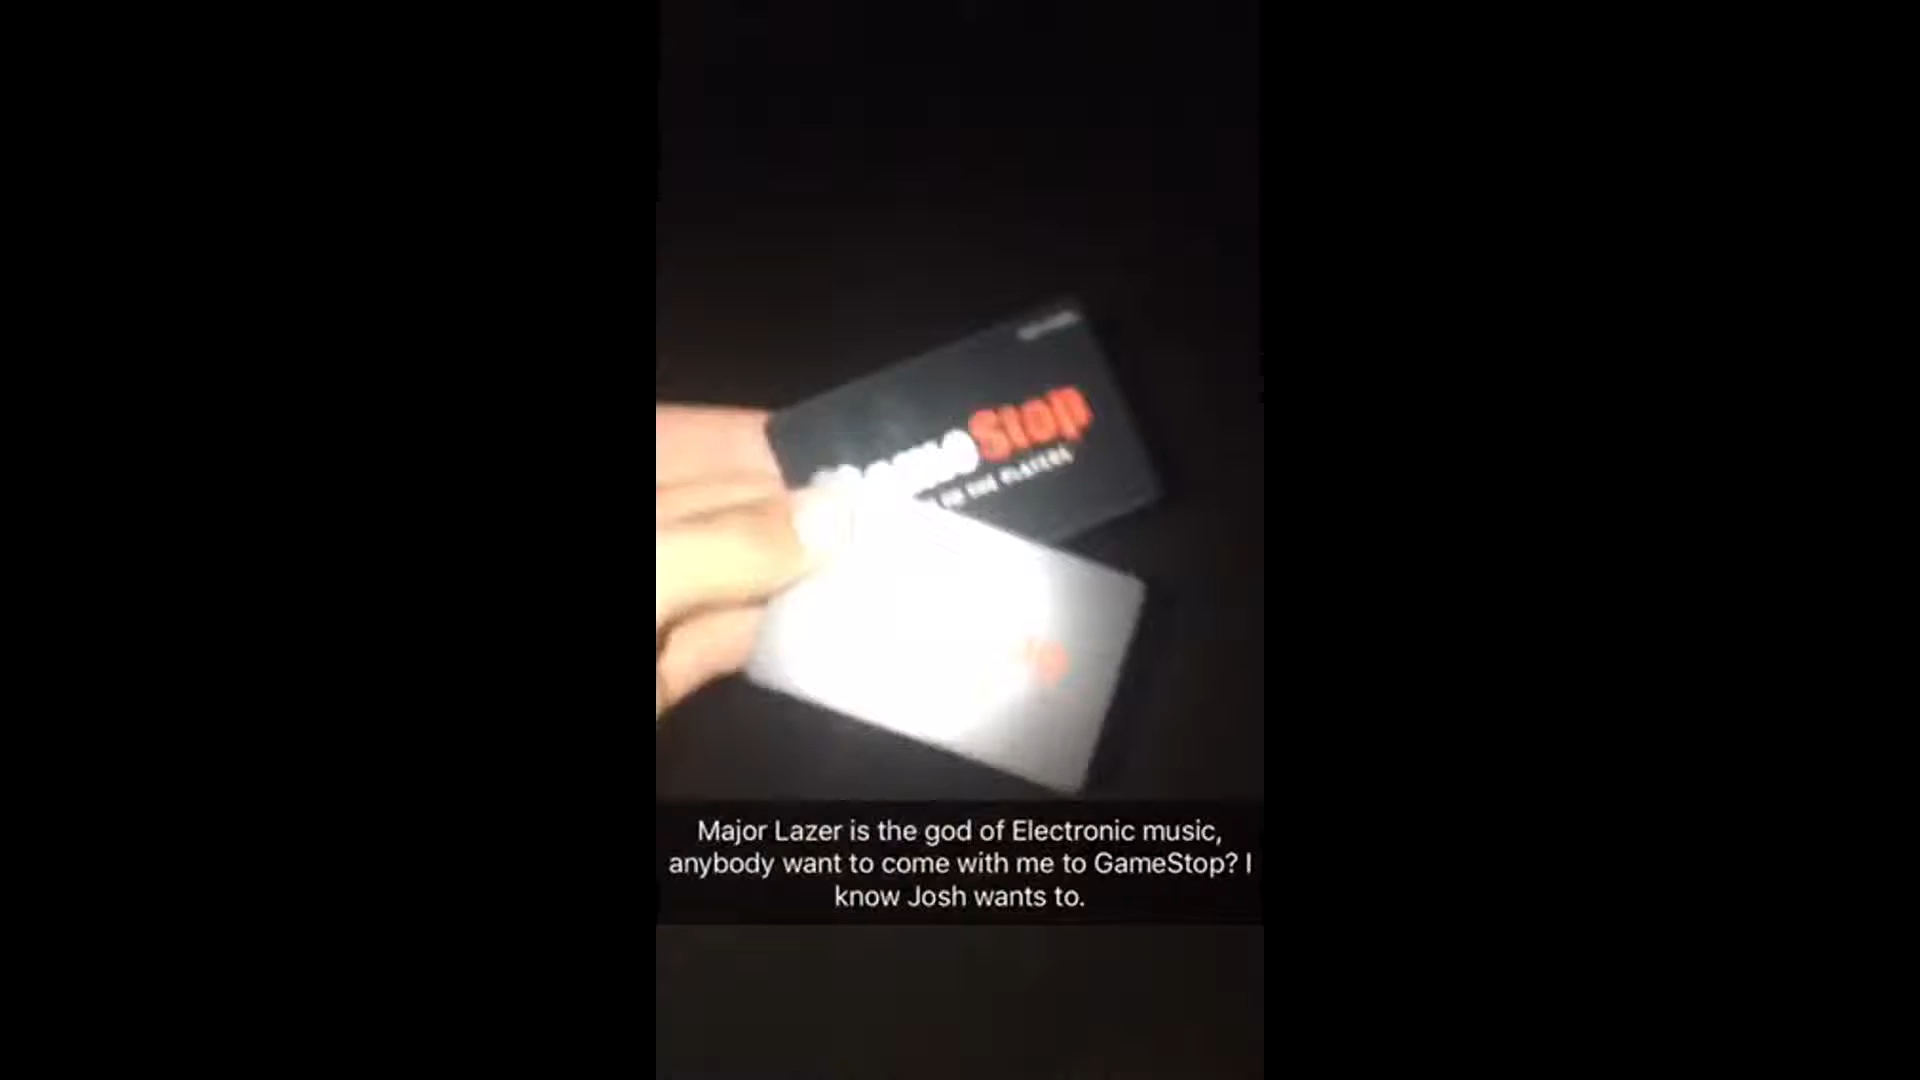 GameStop
Major Lazer is the god of Electronic music,
anybody want to come with me to GameStop? I
know Josh wants to.